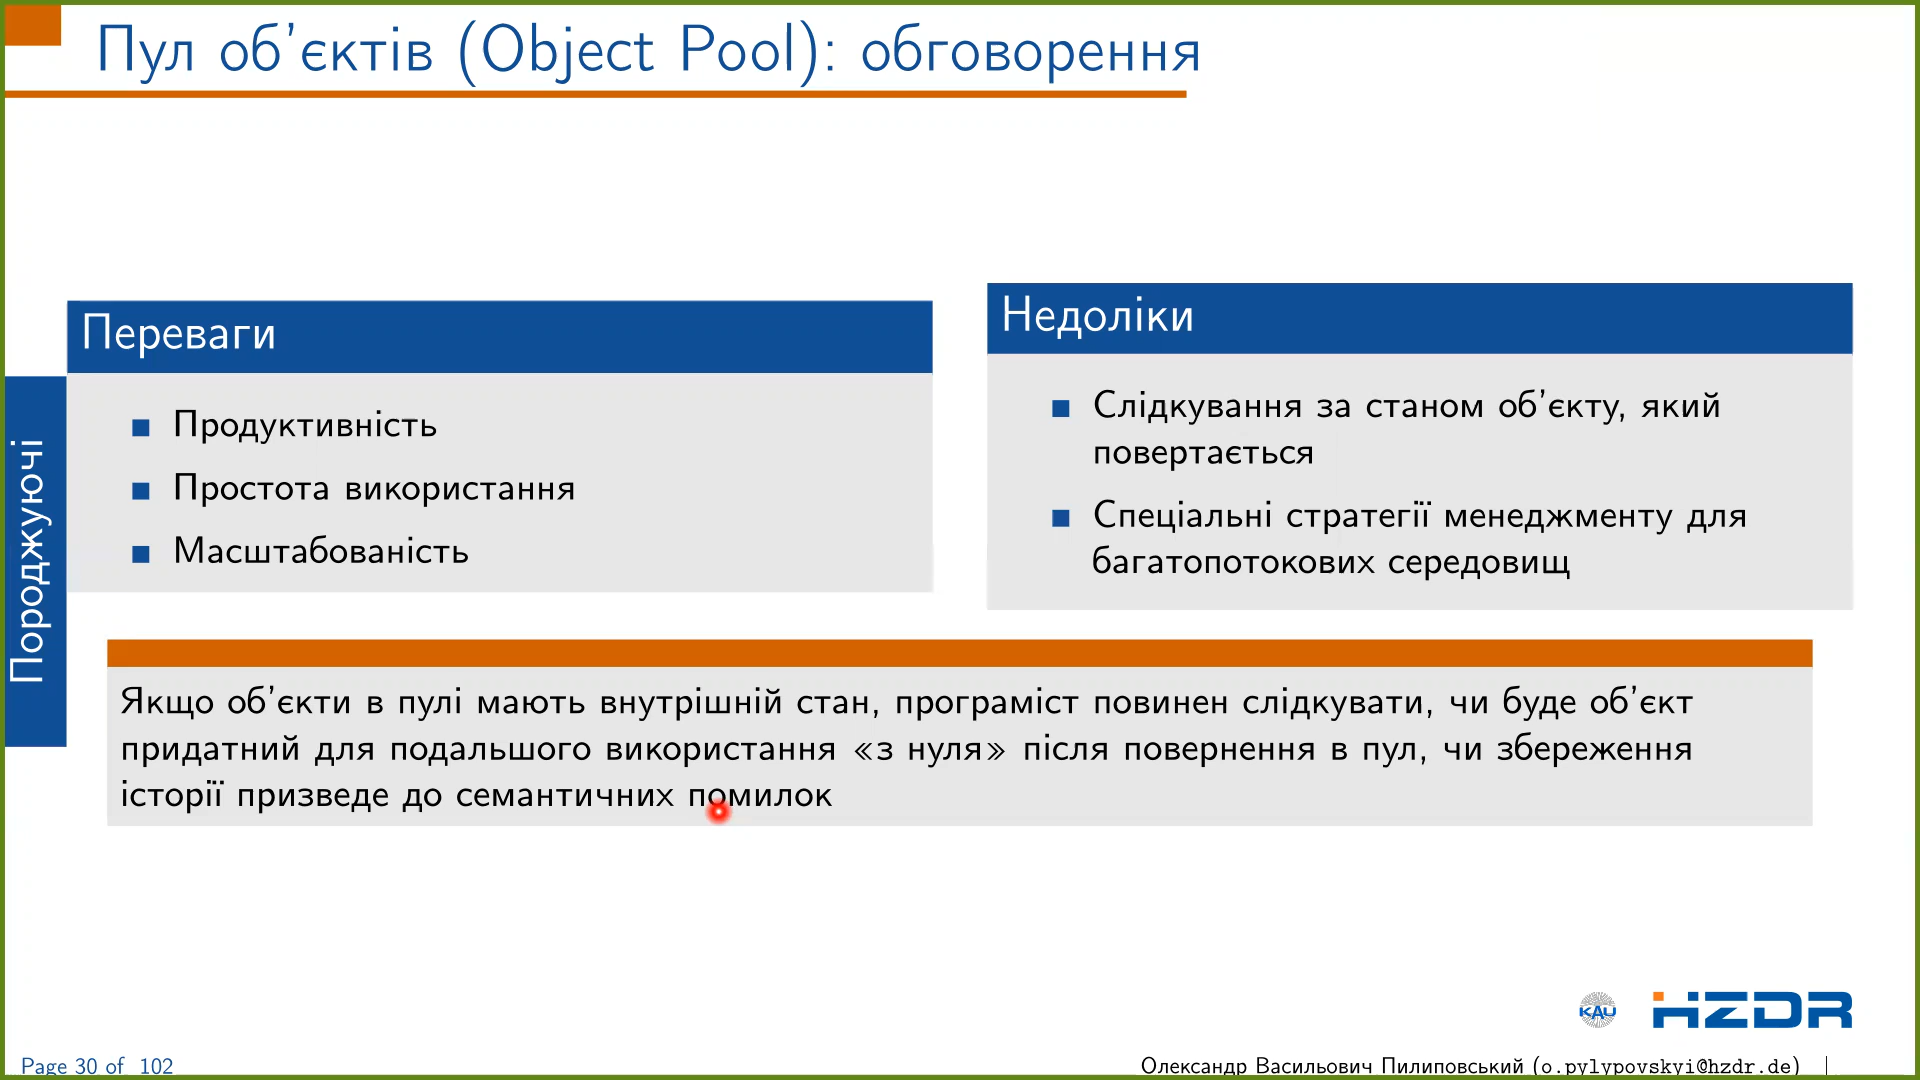 Пул об’єктів (Object Pool): обговорення
Переваги
Продуктивність
Простота використання
Масштабованість
Недоліки
Слідкування за станом об’єкту, який
повертається
Спеціальні стратегії менеджменту для
багатопотокових середовищ
Породжуючі
Якщо об’єкти в пулі мають внутрішній стан, програміст повинен слідкувати, чи буде об’єкт
придатний для подальшого використання «з нуля» після повернення в пул, чи збереження
історії призведе до семантичних помилок
KAU
HZDR
Page 30 of 102
Олександр Васильович Пилиповський (o.pylypovskyi@hzdr.de) |